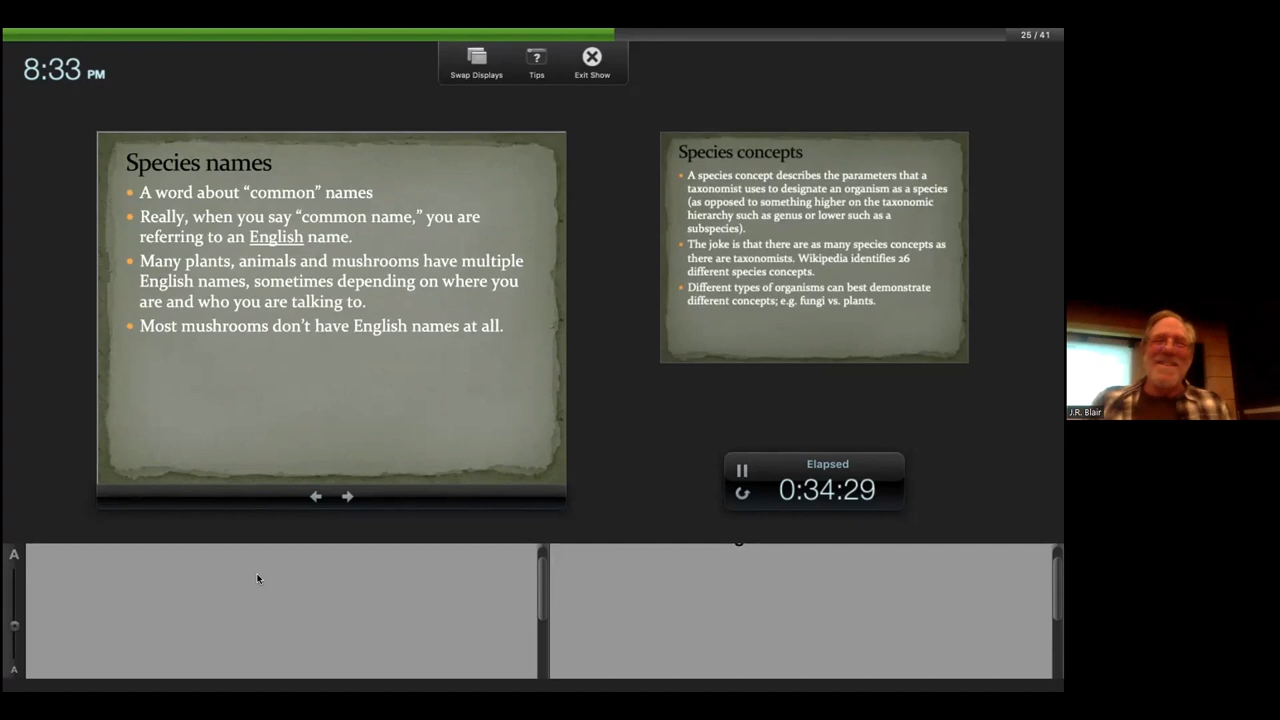 25 / 41
8:33 PM
Swap Displays
Tips
Exit Show
Species names
• A word about “common” names
• Really, when you say “common name,” you are
referring to an English name.
• Many plants, animals and mushrooms have multiple
English names, sometimes depending on where you
are and who you are talking to.
• Most mushrooms don’t have English names at all.
Species concepts
• A species concept describes the parameters that a
taxonomist uses to designate an organism as a species
(as opposed to something higher on the taxonomic
hierarchy such as genus or lower such as a
subspecies).
• The joke is that there are as many species concepts as
there are taxonomists. Wikipedia identifies 26
different species concepts.
• Different types of organisms can best demonstrate
different concepts; e.g. fungi vs. plants.
J.R. Blair
Elapsed
0:34:29
A
A